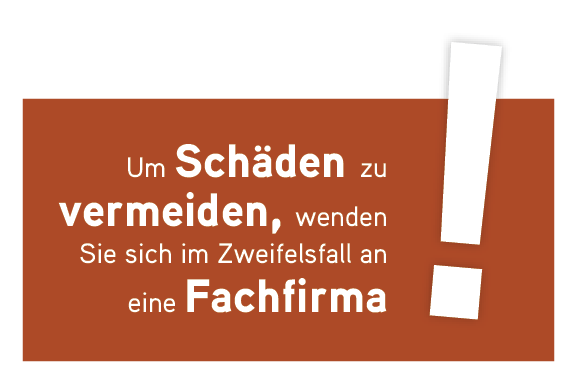 Um Schäden zu
vermeiden, wenden
Sie sich im Zweifelsfall an
eine Fachfirma
!